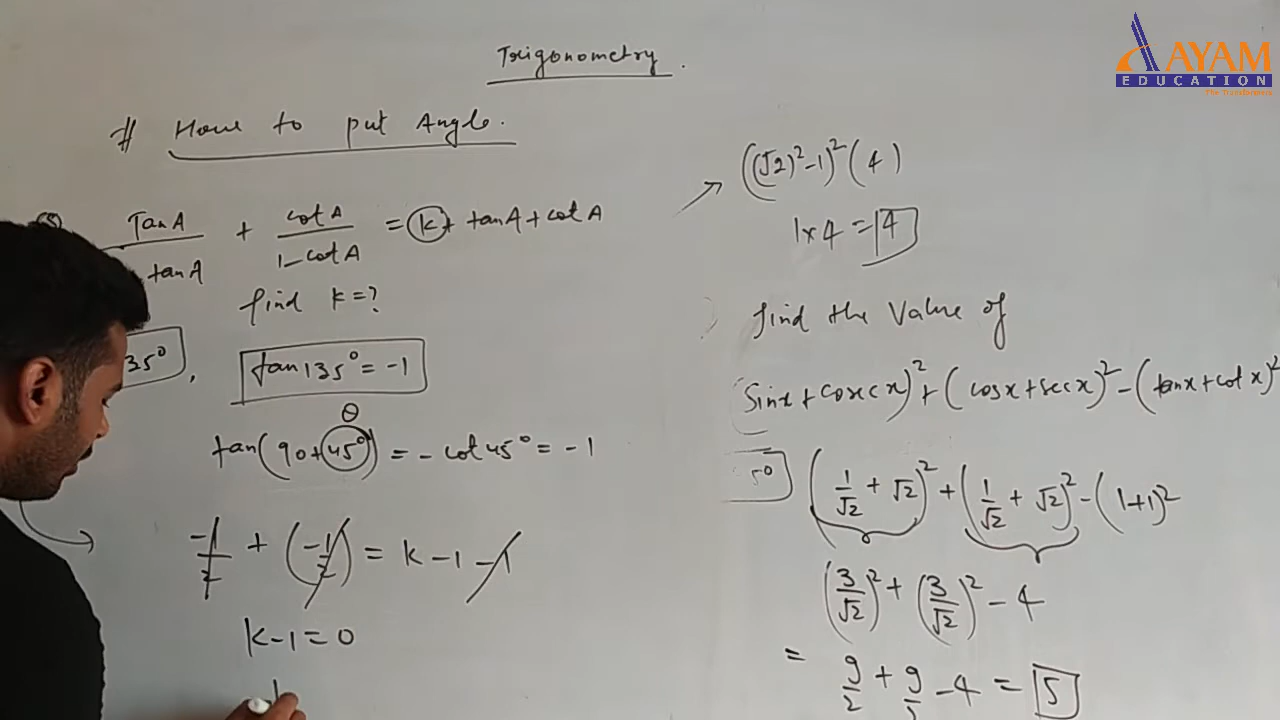 Trigonometry.
AAYAM
EDUCATION
# How to put Angle.
TanA / tanA + cotA / 1-cotA = k + tanA + cotA
find k=?
35°, tan135° = -1
θ
tan(90+45°) = -cot45° = -1
-1/2 + (-1/2) = k-1-1
k-1=0
((√2)²-1)²(4)
1×4 = 4
find the Value of
Sinx + cosecx)² + (cosx+secx)² - (tanx+cotx)²
5° (1/√2 + √2)² + (1/√2 + √2)² - (1+1)²
(3/√2)² + (3/√2)² - 4
= 9/2 + 9/2 - 4 = 5